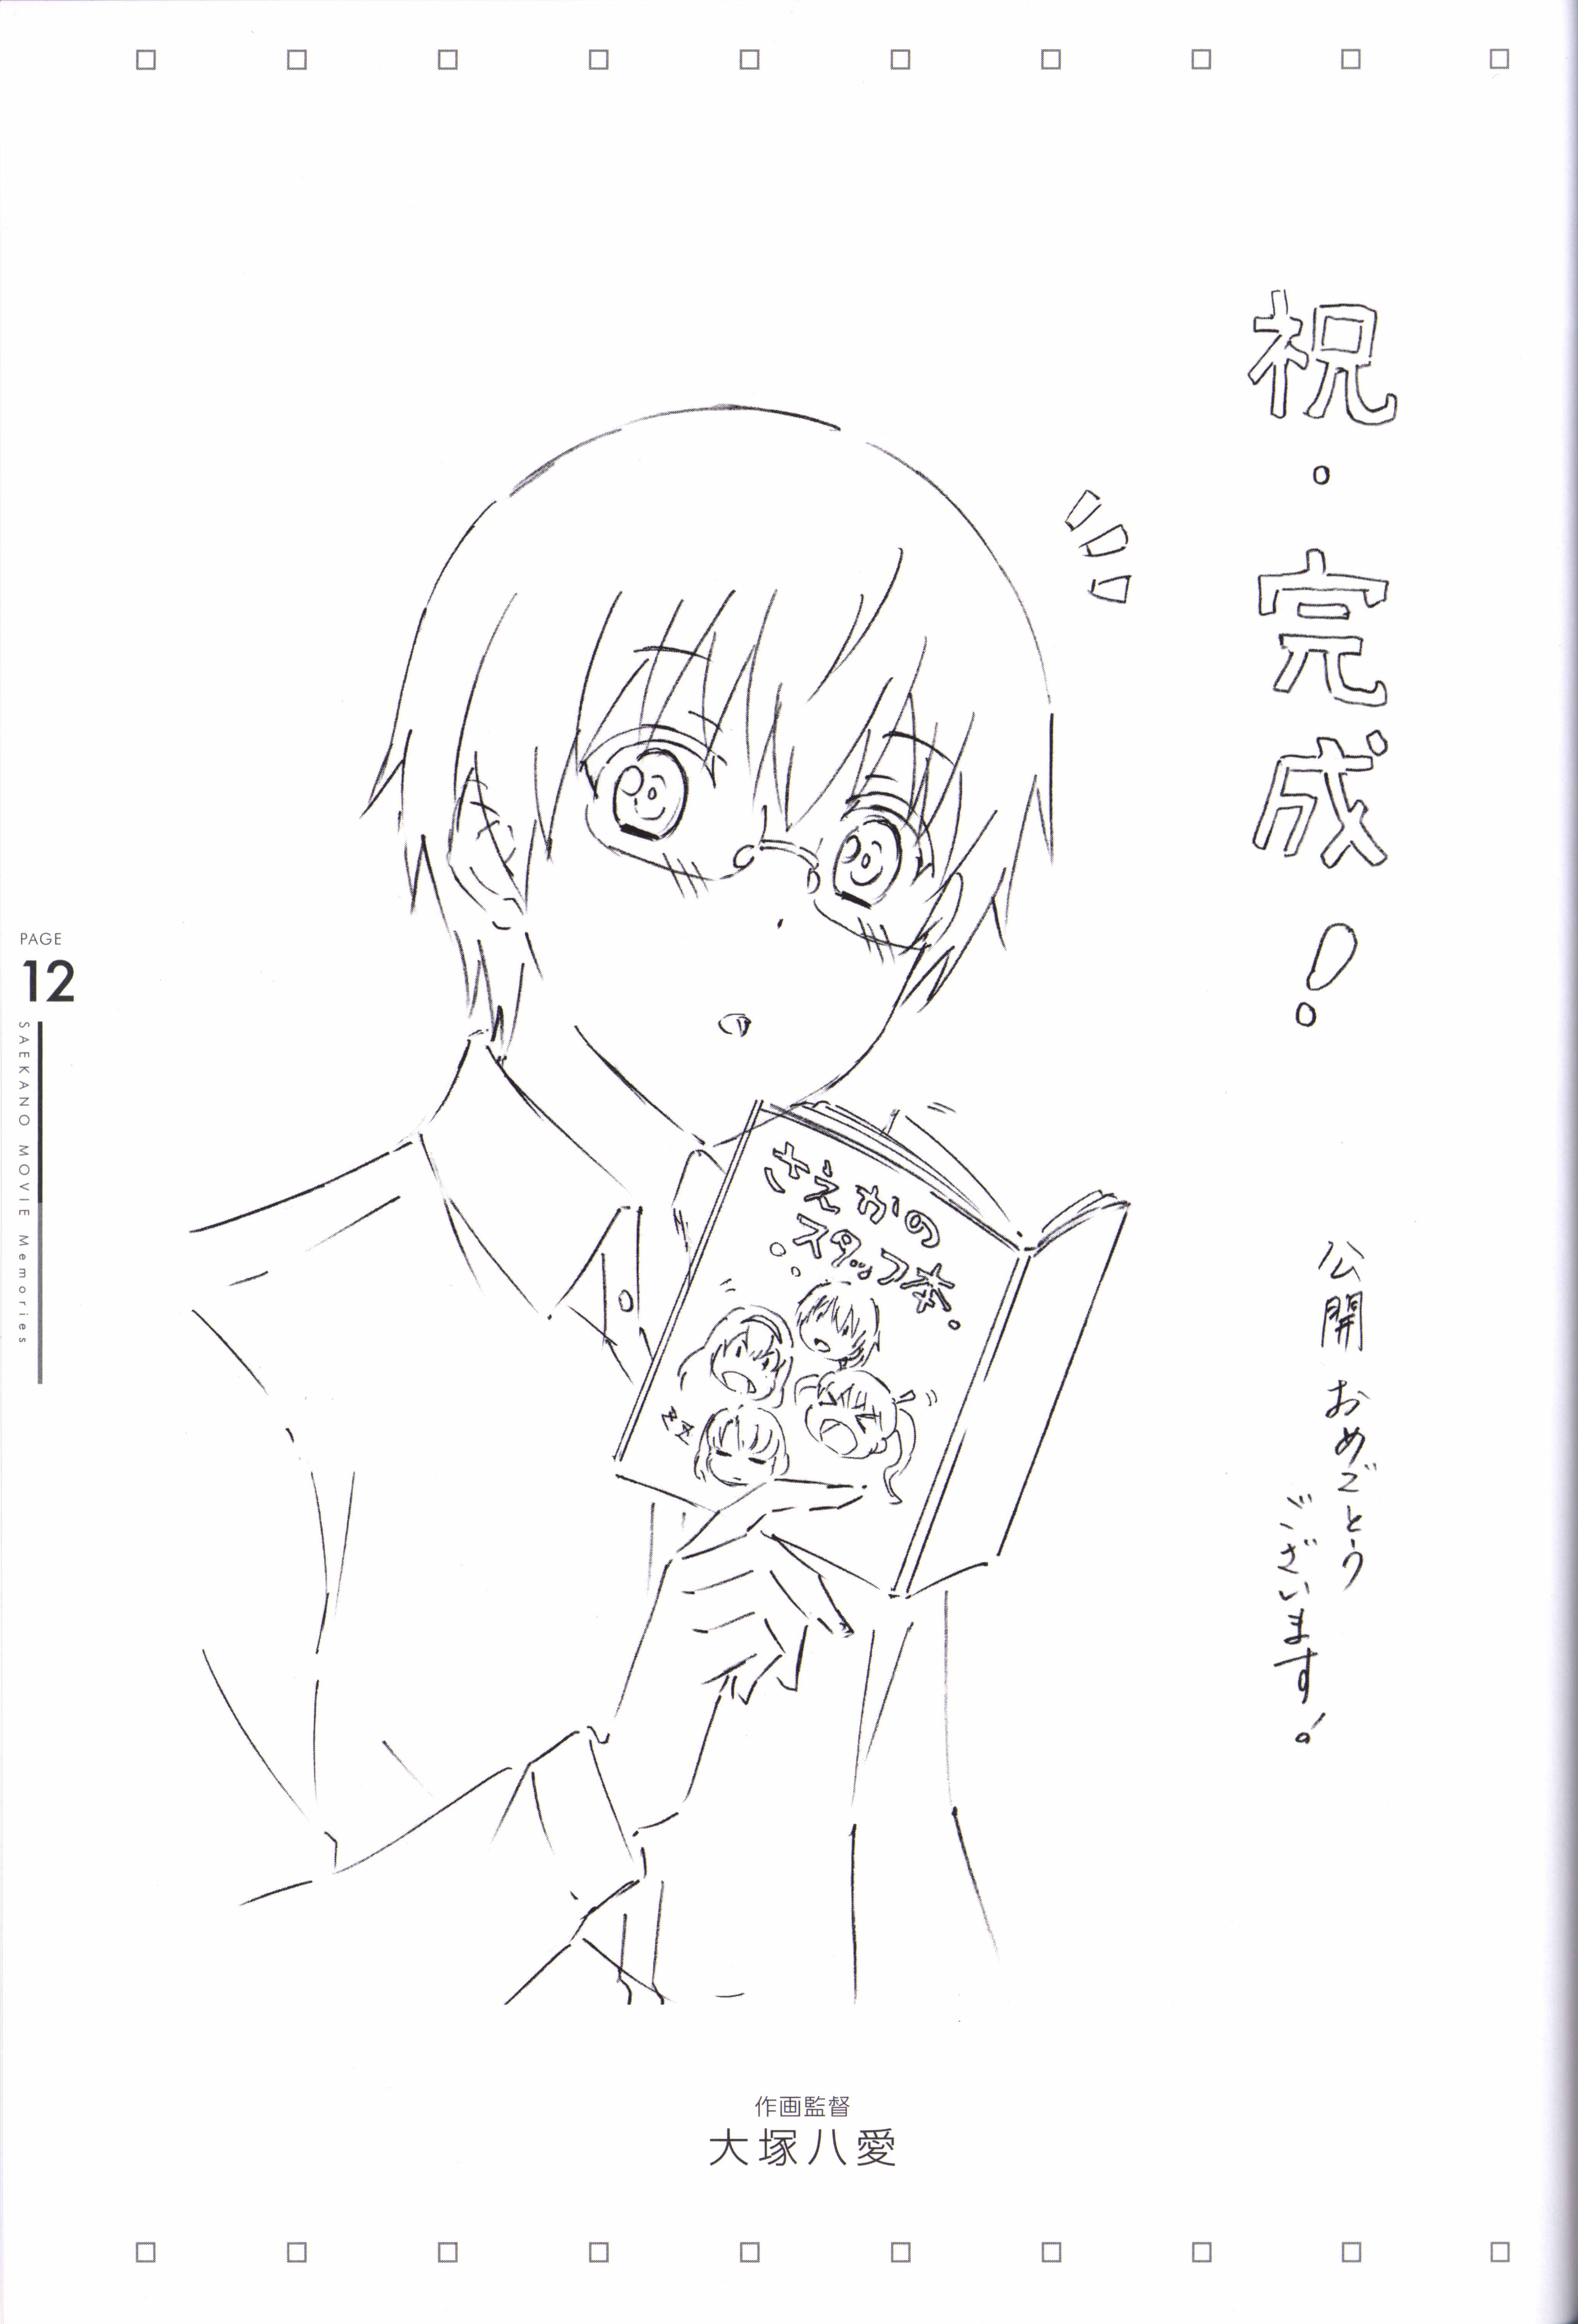 祝・完成!
公開おめでとう
ございます!
さえかの
スタッフ本。
zz
PAGE
12
SAEKANO MOVIE Memories
作画監督
大塚八愛